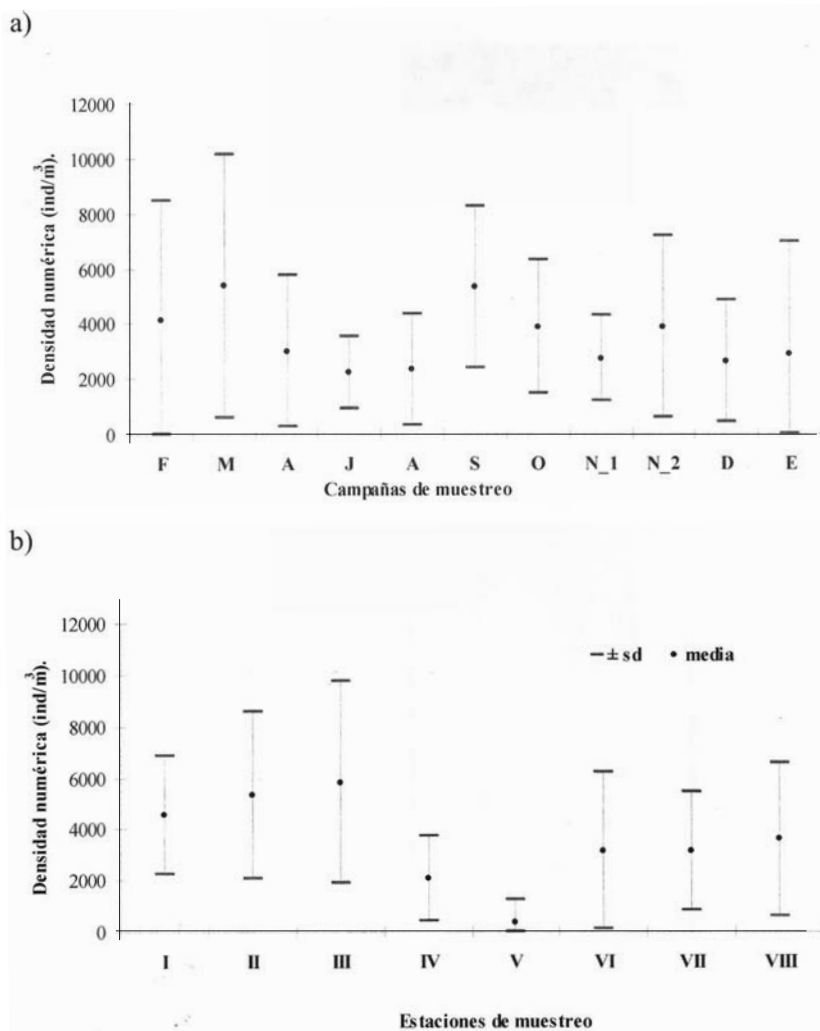 a)
Densidad numérica (ind/m³).
12000
10000
8000
6000
4000
2000
0
F M A J A S O N_1 N_2 D E
Campañas de muestreo
b)
Densidad numérica (ind/m³).
12000
10000
8000
6000
4000
2000
0
± sd media
I II III IV V VI VII VIII
Estaciones de muestreo